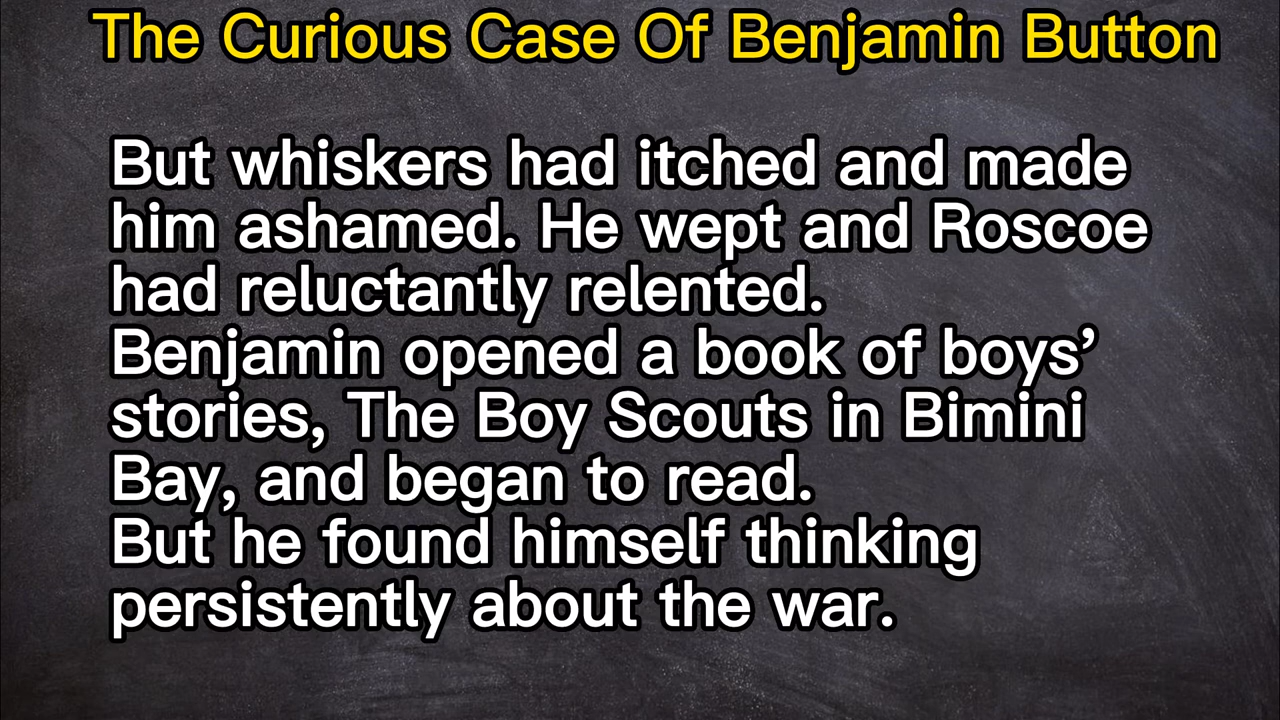 The Curious Case Of Benjamin Button
But whiskers had itched and made
him ashamed. He wept and Roscoe
had reluctantly relented.
Benjamin opened a book of boys’
stories, The Boy Scouts in Bimini
Bay, and began to read.
But he found himself thinking
persistently about the war.